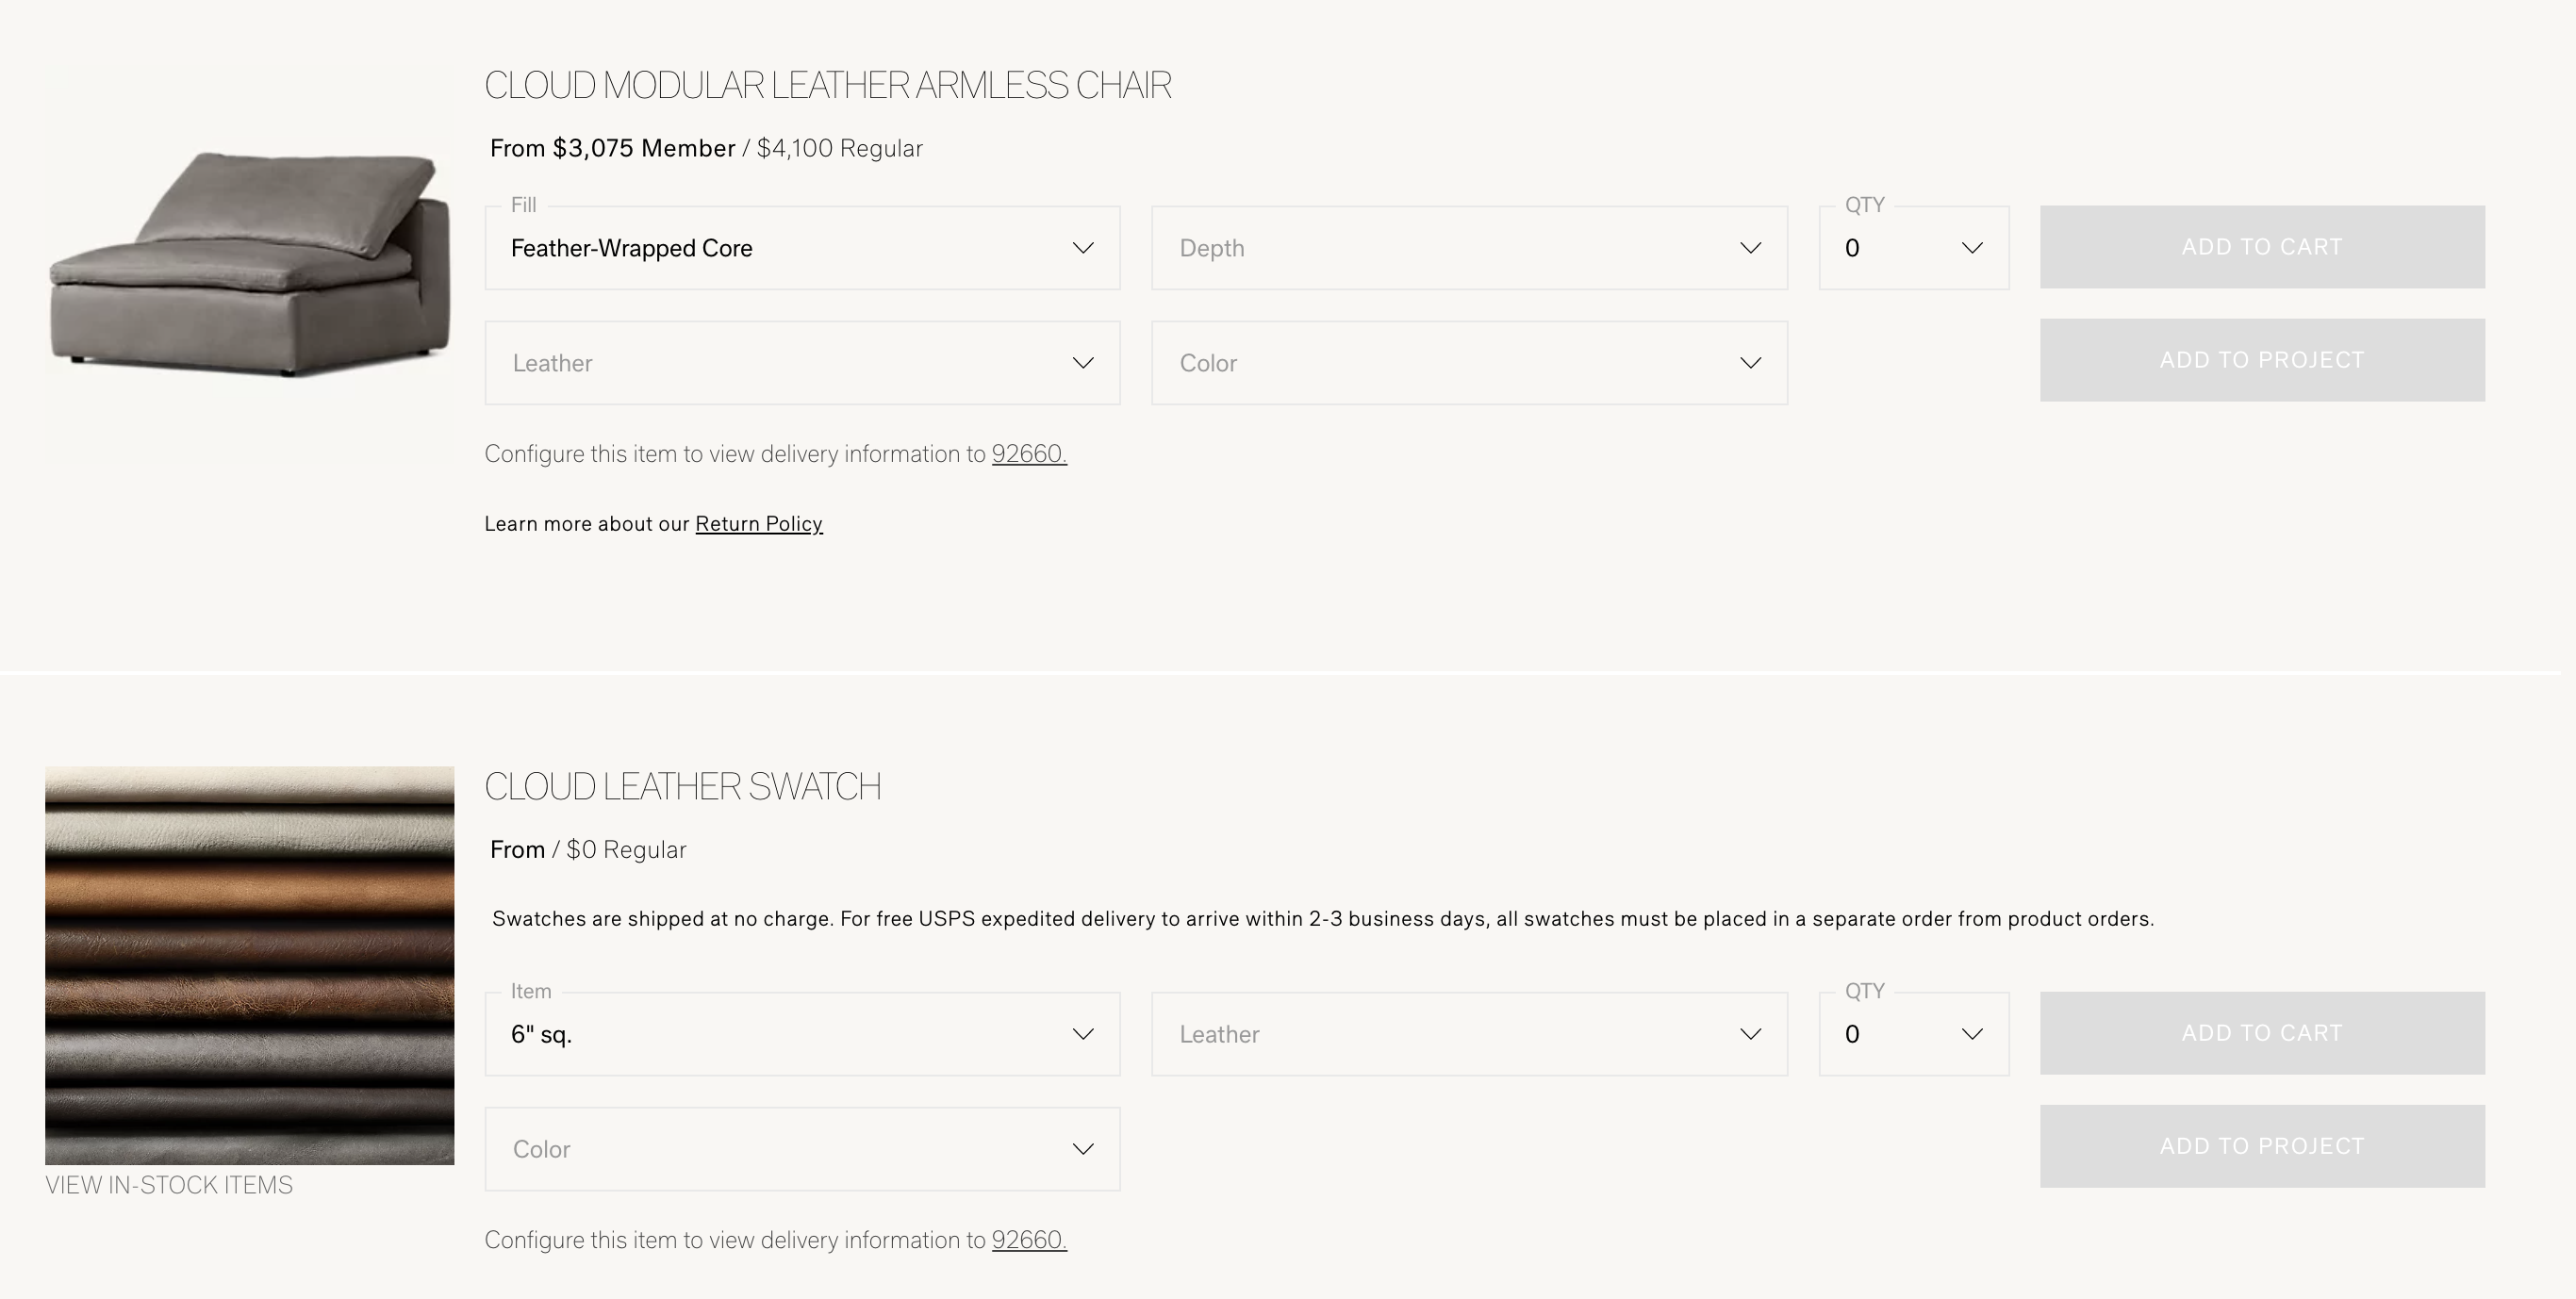 CLOUD MODULAR LEATHER ARMLESS CHAIR
From $3,075 Member / $4,100 Regular
Fill
Feather-Wrapped Core
Depth
QTY
0
ADD TO CART
Leather
Color
ADD TO PROJECT
Configure this item to view delivery information to 92660.
Learn more about our Return Policy
CLOUD LEATHER SWATCH
From / $0 Regular
Swatches are shipped at no charge. For free USPS expedited delivery to arrive within 2-3 business days, all swatches must be placed in a separate order from product orders.
Item
6" sq.
Leather
QTY
0
ADD TO CART
Color
ADD TO PROJECT
VIEW IN-STOCK ITEMS
Configure this item to view delivery information to 92660.